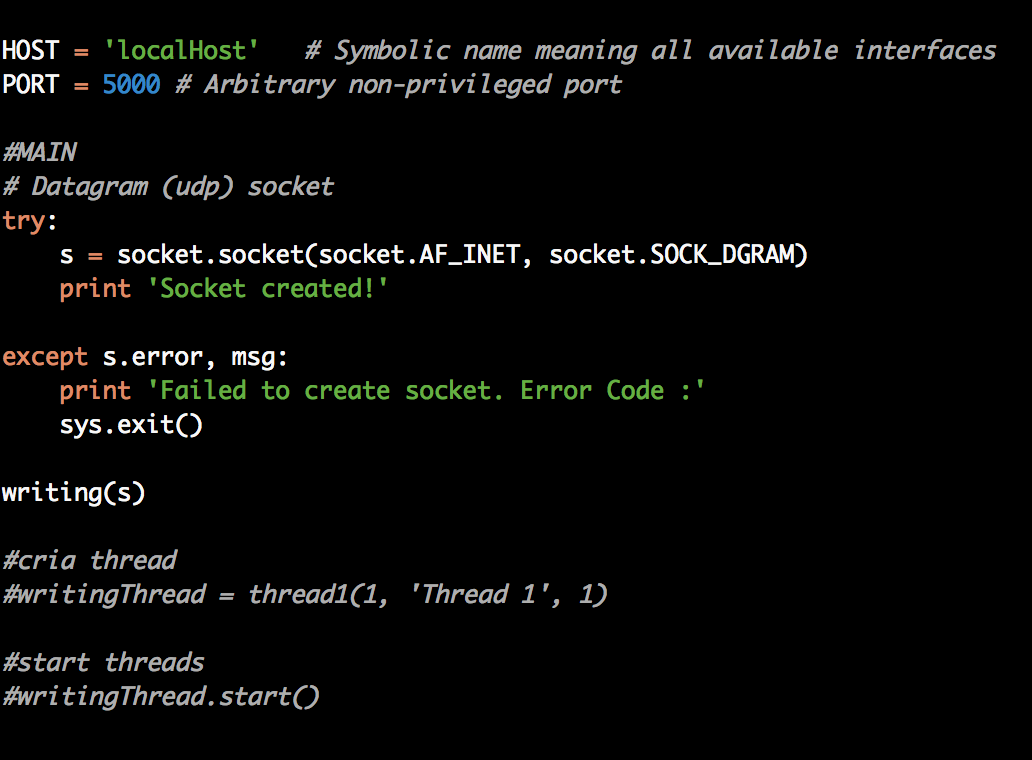 HOST = 'localHost'   # Symbolic name meaning all available interfaces
PORT = 5000 # Arbitrary non-privileged port
#MAIN
# Datagram (udp) socket
try:
    s = socket.socket(socket.AF_INET, socket.SOCK_DGRAM)
    print 'Socket created!'
except s.error, msg:
    print 'Failed to create socket. Error Code :'
    sys.exit()
writing(s)
#cria thread
#writingThread = thread1(1, 'Thread 1', 1)
#start threads
#writingThread.start()